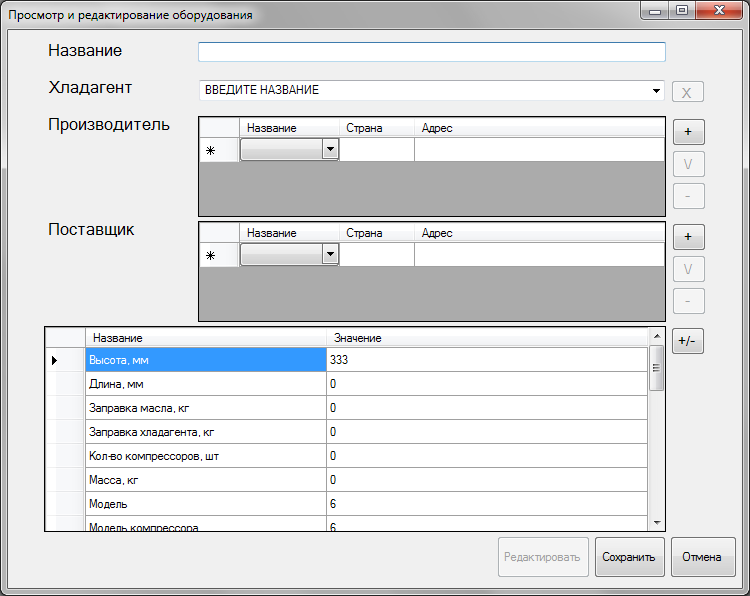 Просмотр и редактирование оборудования
Название
Хладагент
ВВЕДИТЕ НАЗВАНИЕ
X
Производитель
Название Страна Адрес
+
V
-
Поставщик
Название Страна Адрес
+
V
-
Название Значение
+/-
Высота, мм 333
Длина, мм 0
Заправка масла, кг 0
Заправка хладагента, кг 0
Кол-во компрессоров, шт 0
Масса, кг 0
Модель 6
Модель компрессора 6
Редактировать Сохранить Отмена